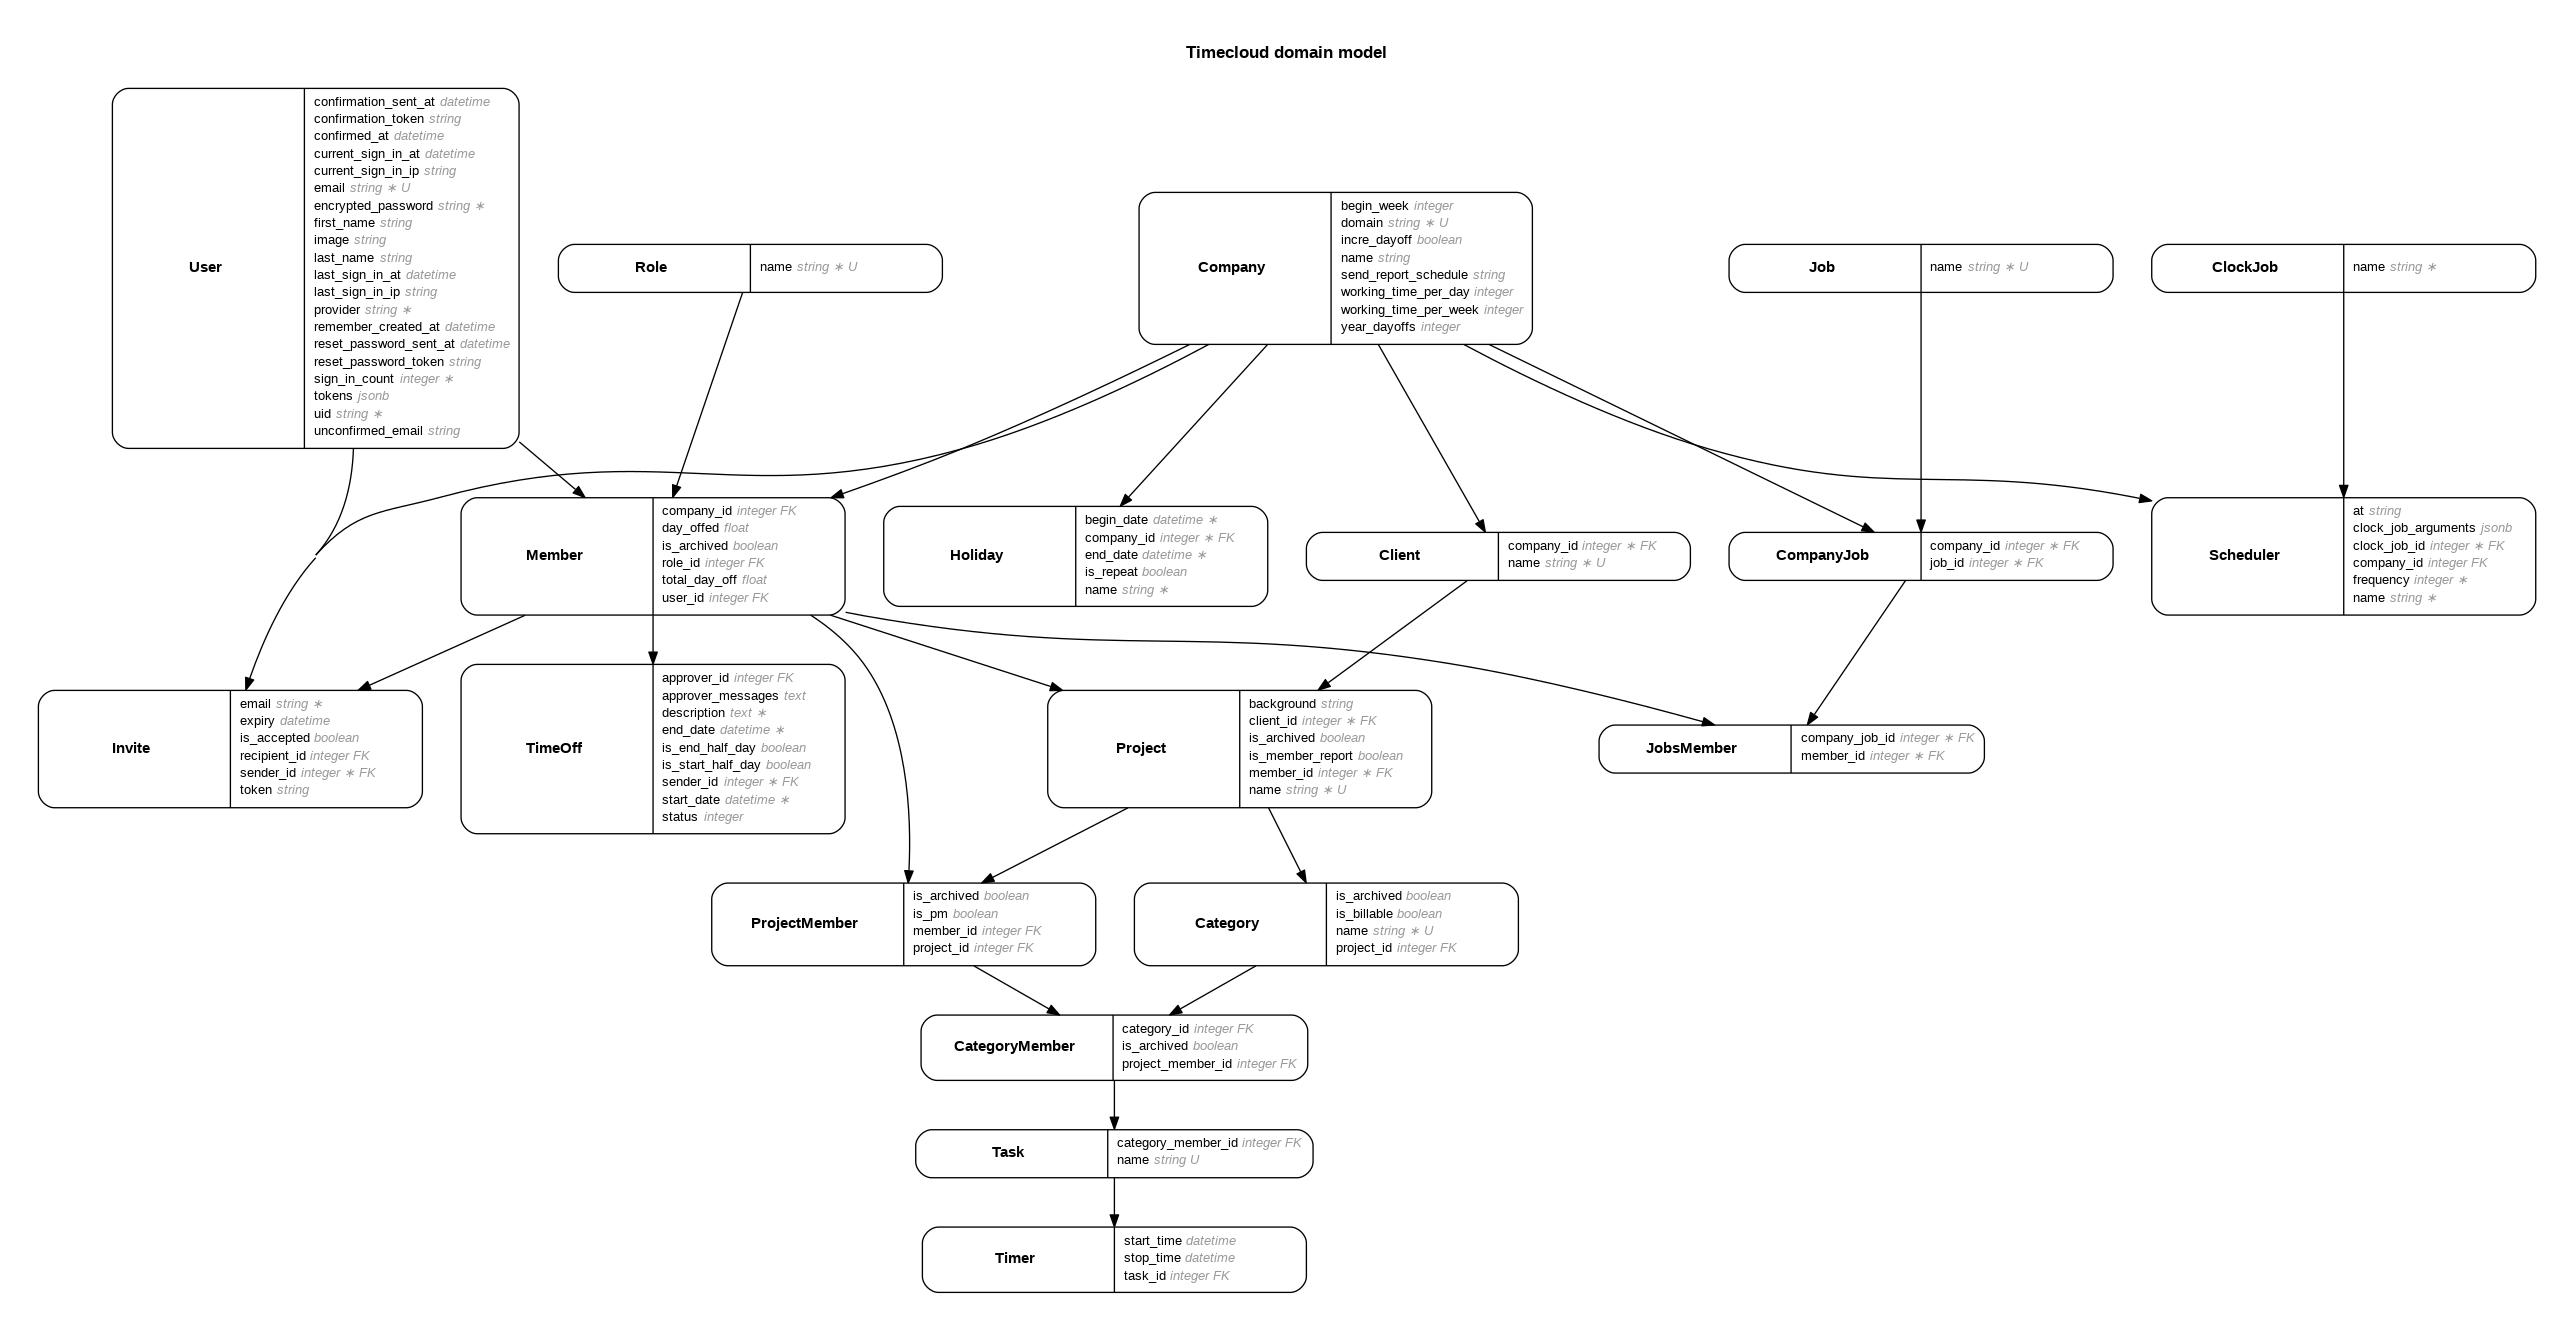 Timecloud domain model
User
confirmation_sent_at datetime
confirmation_token string
confirmed_at datetime
current_sign_in_at datetime
current_sign_in_ip string
email string ∗ U
encrypted_password string ∗
first_name string
image string
last_name string
last_sign_in_at datetime
last_sign_in_ip string
provider string ∗
remember_created_at datetime
reset_password_sent_at datetime
reset_password_token string
sign_in_count integer ∗
tokens jsonb
uid string ∗
unconfirmed_email string
Role
name string ∗ U
Company
begin_week integer
domain string ∗ U
incre_dayoff boolean
name string
send_report_schedule string
working_time_per_day integer
working_time_per_week integer
year_dayoffs integer
Job
name string ∗ U
ClockJob
name string ∗
Member
company_id integer FK
day_offed float
is_archived boolean
role_id integer FK
total_day_off float
user_id integer FK
Holiday
begin_date datetime ∗
company_id integer ∗ FK
end_date datetime ∗
is_repeat boolean
name string ∗
Client
company_id integer ∗ FK
name string ∗ U
CompanyJob
company_id integer ∗ FK
job_id integer ∗ FK
Scheduler
at string
clock_job_arguments jsonb
clock_job_id integer ∗ FK
company_id integer FK
frequency integer ∗
name string ∗
Invite
email string ∗
expiry datetime
is_accepted boolean
recipient_id integer FK
sender_id integer ∗ FK
token string
TimeOff
approver_id integer FK
approver_messages text
description text ∗
end_date datetime ∗
is_end_half_day boolean
is_start_half_day boolean
sender_id integer ∗ FK
start_date datetime ∗
status integer
Project
background string
client_id integer ∗ FK
is_archived boolean
is_member_report boolean
member_id integer ∗ FK
name string ∗ U
JobsMember
company_job_id integer ∗ FK
member_id integer ∗ FK
ProjectMember
is_archived boolean
is_pm boolean
member_id integer FK
project_id integer FK
Category
is_archived boolean
is_billable boolean
name string ∗ U
project_id integer FK
CategoryMember
category_id integer FK
is_archived boolean
project_member_id integer FK
Task
category_member_id integer FK
name string U
Timer
start_time datetime
stop_time datetime
task_id integer FK